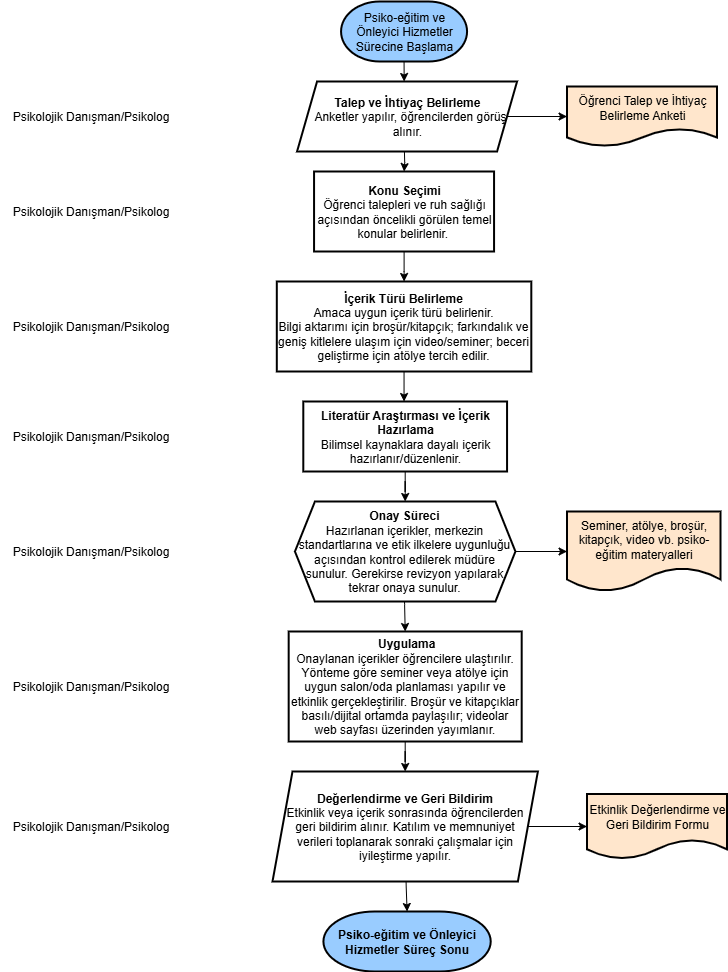 Psiko-eğitim ve
Önleyici Hizmetler
Sürecine Başlama
Psikolojik Danışman/Psikolog
Talep ve İhtiyaç Belirleme
Anketler yapılır, öğrencilerden görüş
alınır.
Öğrenci Talep ve İhtiyaç
Belirleme Anketi
Psikolojik Danışman/Psikolog
Konu Seçimi
Öğrenci talepleri ve ruh sağlığı
açısından öncelikli görülen temel
konular belirlenir.
Psikolojik Danışman/Psikolog
İçerik Türü Belirleme
Amaca uygun içerik türü belirlenir.
Bilgi aktarımı için broşür/kitapçık; farkındalık ve
geniş kitlelere ulaşım için video/seminer; beceri
geliştirme için atölye tercih edilir.
Psikolojik Danışman/Psikolog
Literatür Araştırması ve İçerik
Hazırlama
Bilimsel kaynaklara dayalı içerik
hazırlanır/düzenlenir.
Psikolojik Danışman/Psikolog
Onay Süreci
Hazırlanan içerikler, merkezin
standartlarına ve etik ilkelere uygunluğu
açısından kontrol edilerek müdüre
sunulur. Gerekirse revizyon yapılarak
tekrar onaya sunulur.
Seminer, atölye, broşür,
kitapçık, video vb. psiko-
eğitim materyalleri
Psikolojik Danışman/Psikolog
Uygulama
Onaylanan içerikler öğrencilere ulaştırılır.
Yönteme göre seminer veya atölye için
uygun salon/oda planlaması yapılır ve
etkinlik gerçekleştirilir. Broşür ve kitapçıklar
basılı/dijital ortamda paylaşılır; videolar
web sayfası üzerinden yayımlanır.
Psikolojik Danışman/Psikolog
Değerlendirme ve Geri Bildirim
Etkinlik veya içerik sonrasında öğrencilerden
geri bildirim alınır. Katılım ve memnuniyet
verileri toplanarak sonraki çalışmalar için
iyileştirme yapılır.
Etkinlik Değerlendirme ve
Geri Bildirim Formu
Psiko-eğitim ve Önleyici
Hizmetler Süreç Sonu